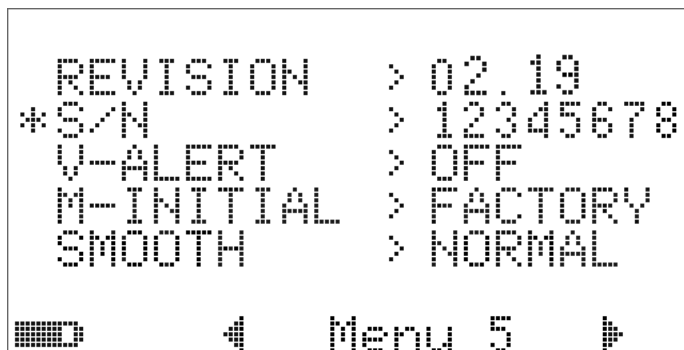 REVISION > 02.19
*S/N > 12345678
V-ALERT > OFF
M-INITIAL > FACTORY
SMOOTH > NORMAL
◀ Menu 5 ▶